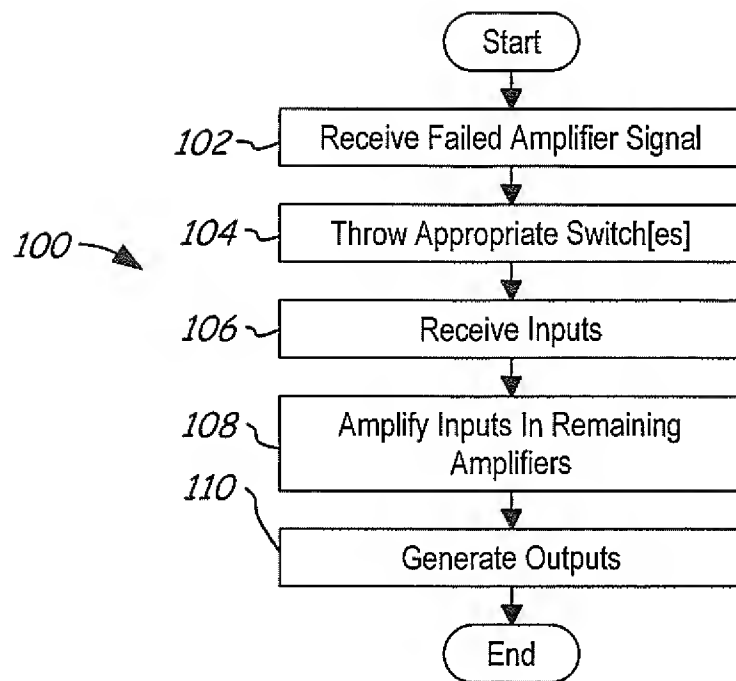 Start
102
Receive Failed Amplifier Signal
104
Throw Appropriate Switch[es]
100
106
Receive Inputs
108
Amplify Inputs In Remaining
Amplifiers
110
Generate Outputs
End